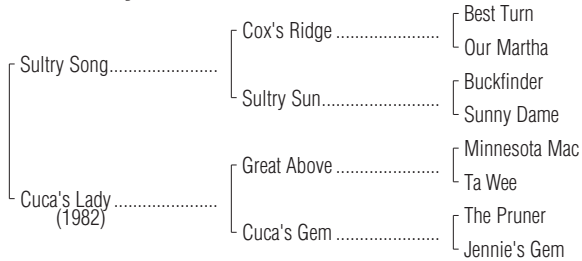 Best Turn
Cox's Ridge ....................
Our Martha
Sultry Song.....................
Buckfinder
Sultry Sun.......................
Sunny Dame
Minnesota Mac
Great Above ....................
Ta Wee
Cuca's Lady ....................
(1982)
The Pruner
Cuca's Gem ....................
Jennie's Gem